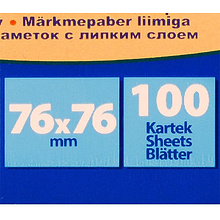 • Märkmepaber liimiga
аметок с липким слоем
76x76
mm
100
Kartek
Sheets
Blätter